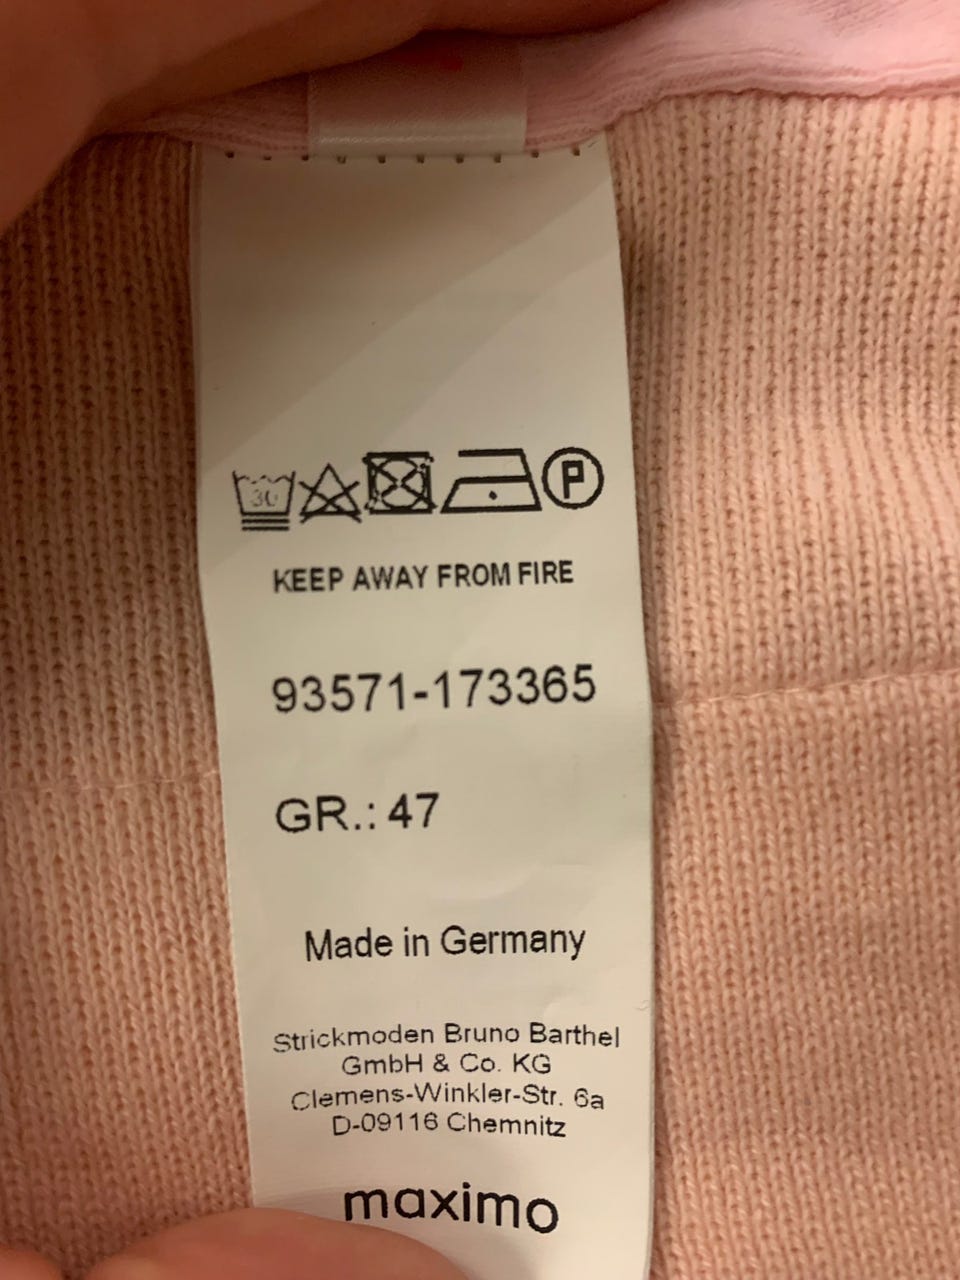 30
P
KEEP AWAY FROM FIRE
93571-173365
GR.: 47
Made in Germany
Strickmoden Bruno Barthel
GmbH & Co. KG
Clemens-Winkler-Str. 6a
D-09116 Chemnitz
maximo